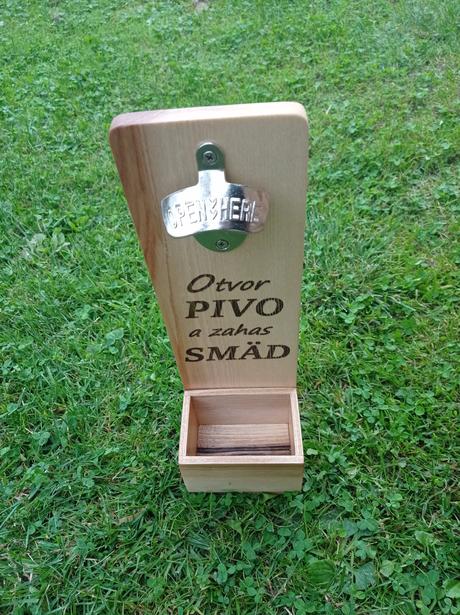 OPEN HERE
Otvor
PIVO
a zahas
SMÄD